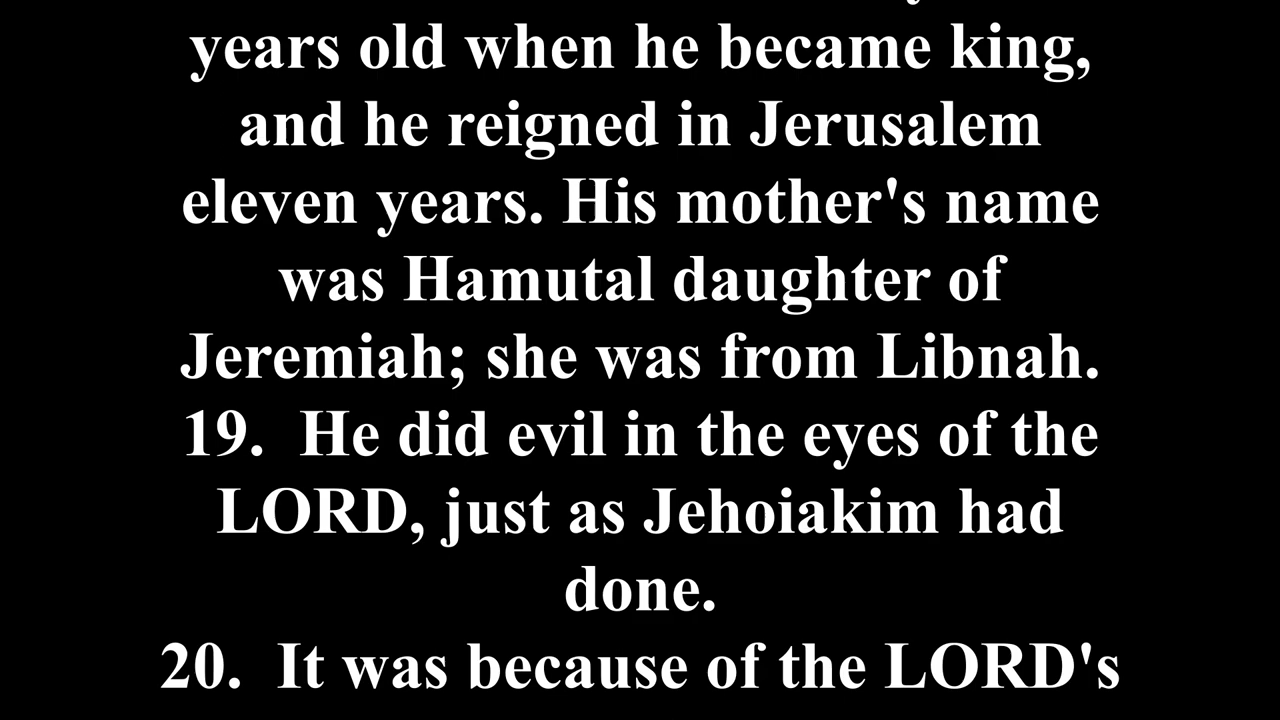 years old when he became king,
and he reigned in Jerusalem
eleven years. His mother's name
was Hamutal daughter of
Jeremiah; she was from Libnah.
19.  He did evil in the eyes of the
LORD, just as Jehoiakim had
done.
20.  It was because of the LORD's